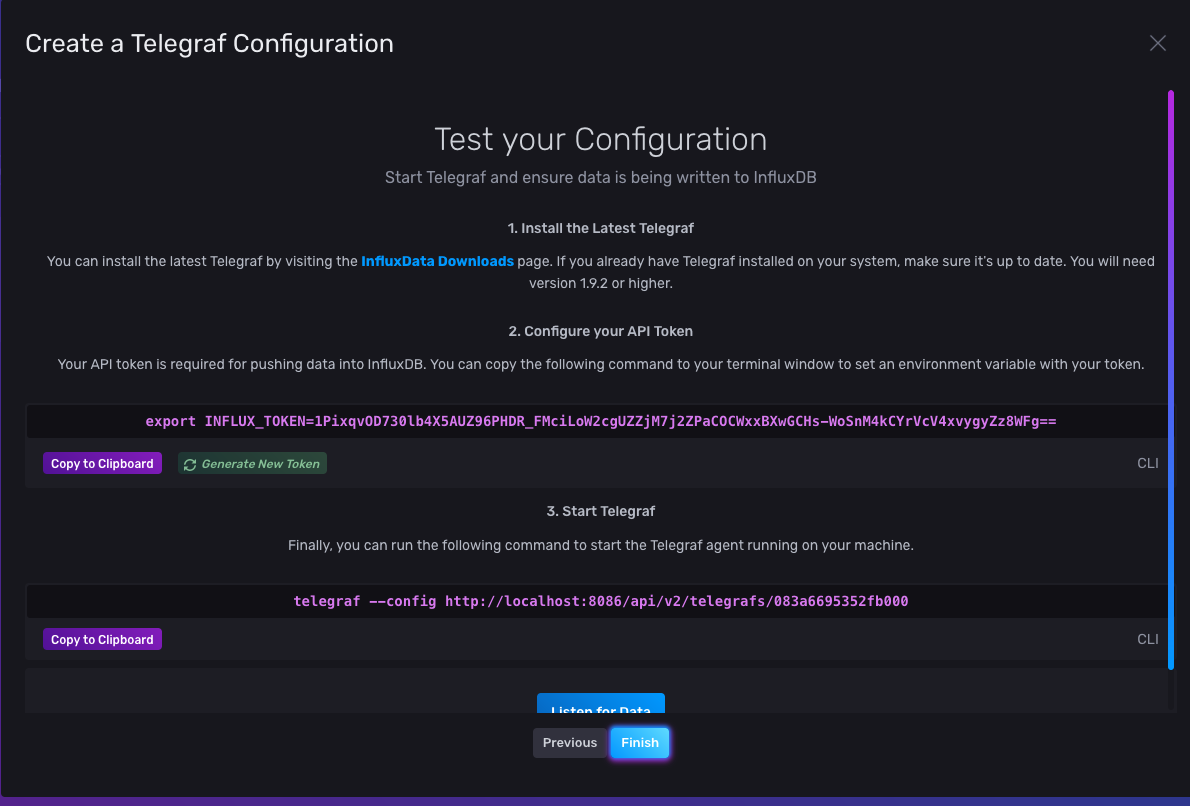 Create a Telegraf Configuration
Test your Configuration
Start Telegraf and ensure data is being written to InfluxDB
1. Install the Latest Telegraf
You can install the latest Telegraf by visiting the InfluxData Downloads page. If you already have Telegraf installed on your system, make sure it's up to date. You will need
version 1.9.2 or higher.
2. Configure your API Token
Your API token is required for pushing data into InfluxDB. You can copy the following command to your terminal window to set an environment variable with your token.
export INFLUX_TOKEN=1PixqvOD730lb4X5AUZ96PHDR_FMciLoW2cgUZZjM7j2ZPaCOCWxxBXwGCHs-WoSnM4kCYrVcV4xvygyZz8WFg==
Copy to Clipboard Generate New Token CLI
3. Start Telegraf
Finally, you can run the following command to start the Telegraf agent running on your machine.
telegraf --config http://localhost:8086/api/v2/telegrafs/083a6695352fb000
Copy to Clipboard CLI
Listen for Data
Previous Finish